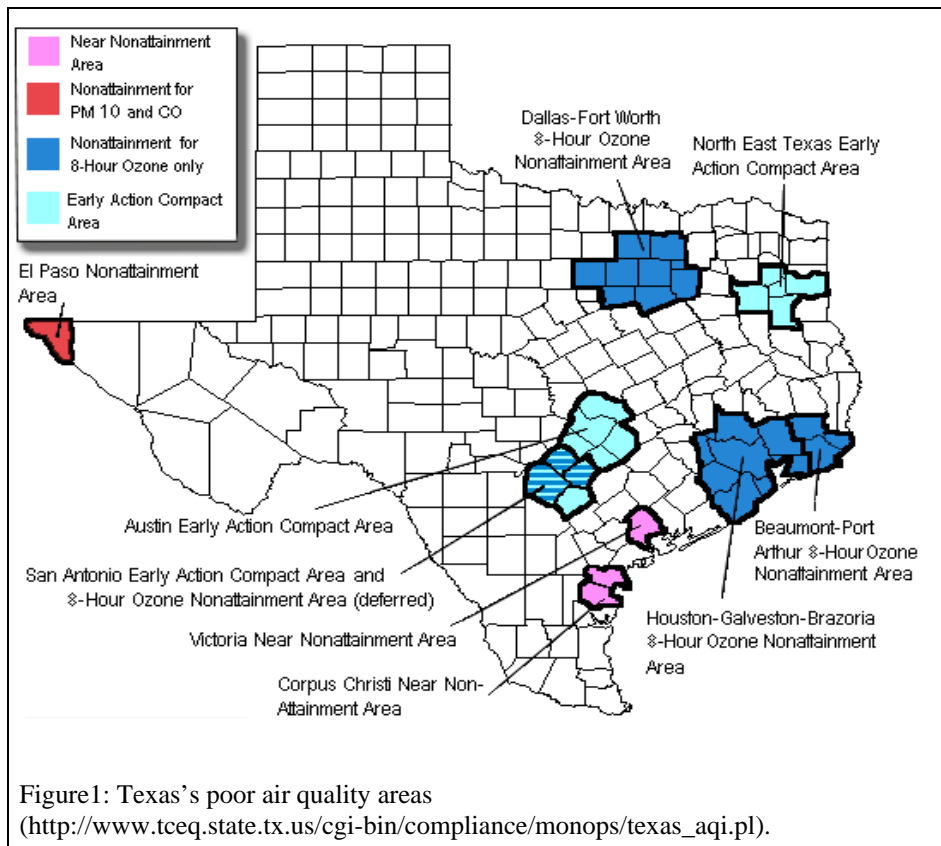 Near Nonattainment
Area
Nonattainment for
PM 10 and CO
Nonattainment for
8-Hour Ozone only
Early Action Compact
Area
Dallas-Fort Worth
8-Hour Ozone
Nonattainment Area
North East Texas Early
Action Compact Area
El Paso Nonattainment
Area
Austin Early Action Compact Area
San Antonio Early Action Compact Area and
8-Hour Ozone Nonattainment Area (deferred)
Victoria Near Nonattainment Area
Corpus Christi Near Non-
Attainment Area
Beaumont-Port
Arthur 8-Hour Ozone
Nonattainment Area
Houston-Galveston-Brazoria
8-Hour Ozone Nonattainment
Area
Figure1: Texas's poor air quality areas
(http://www.tceq.state.tx.us/cgi-bin/compliance/monops/texas_aqi.pl).